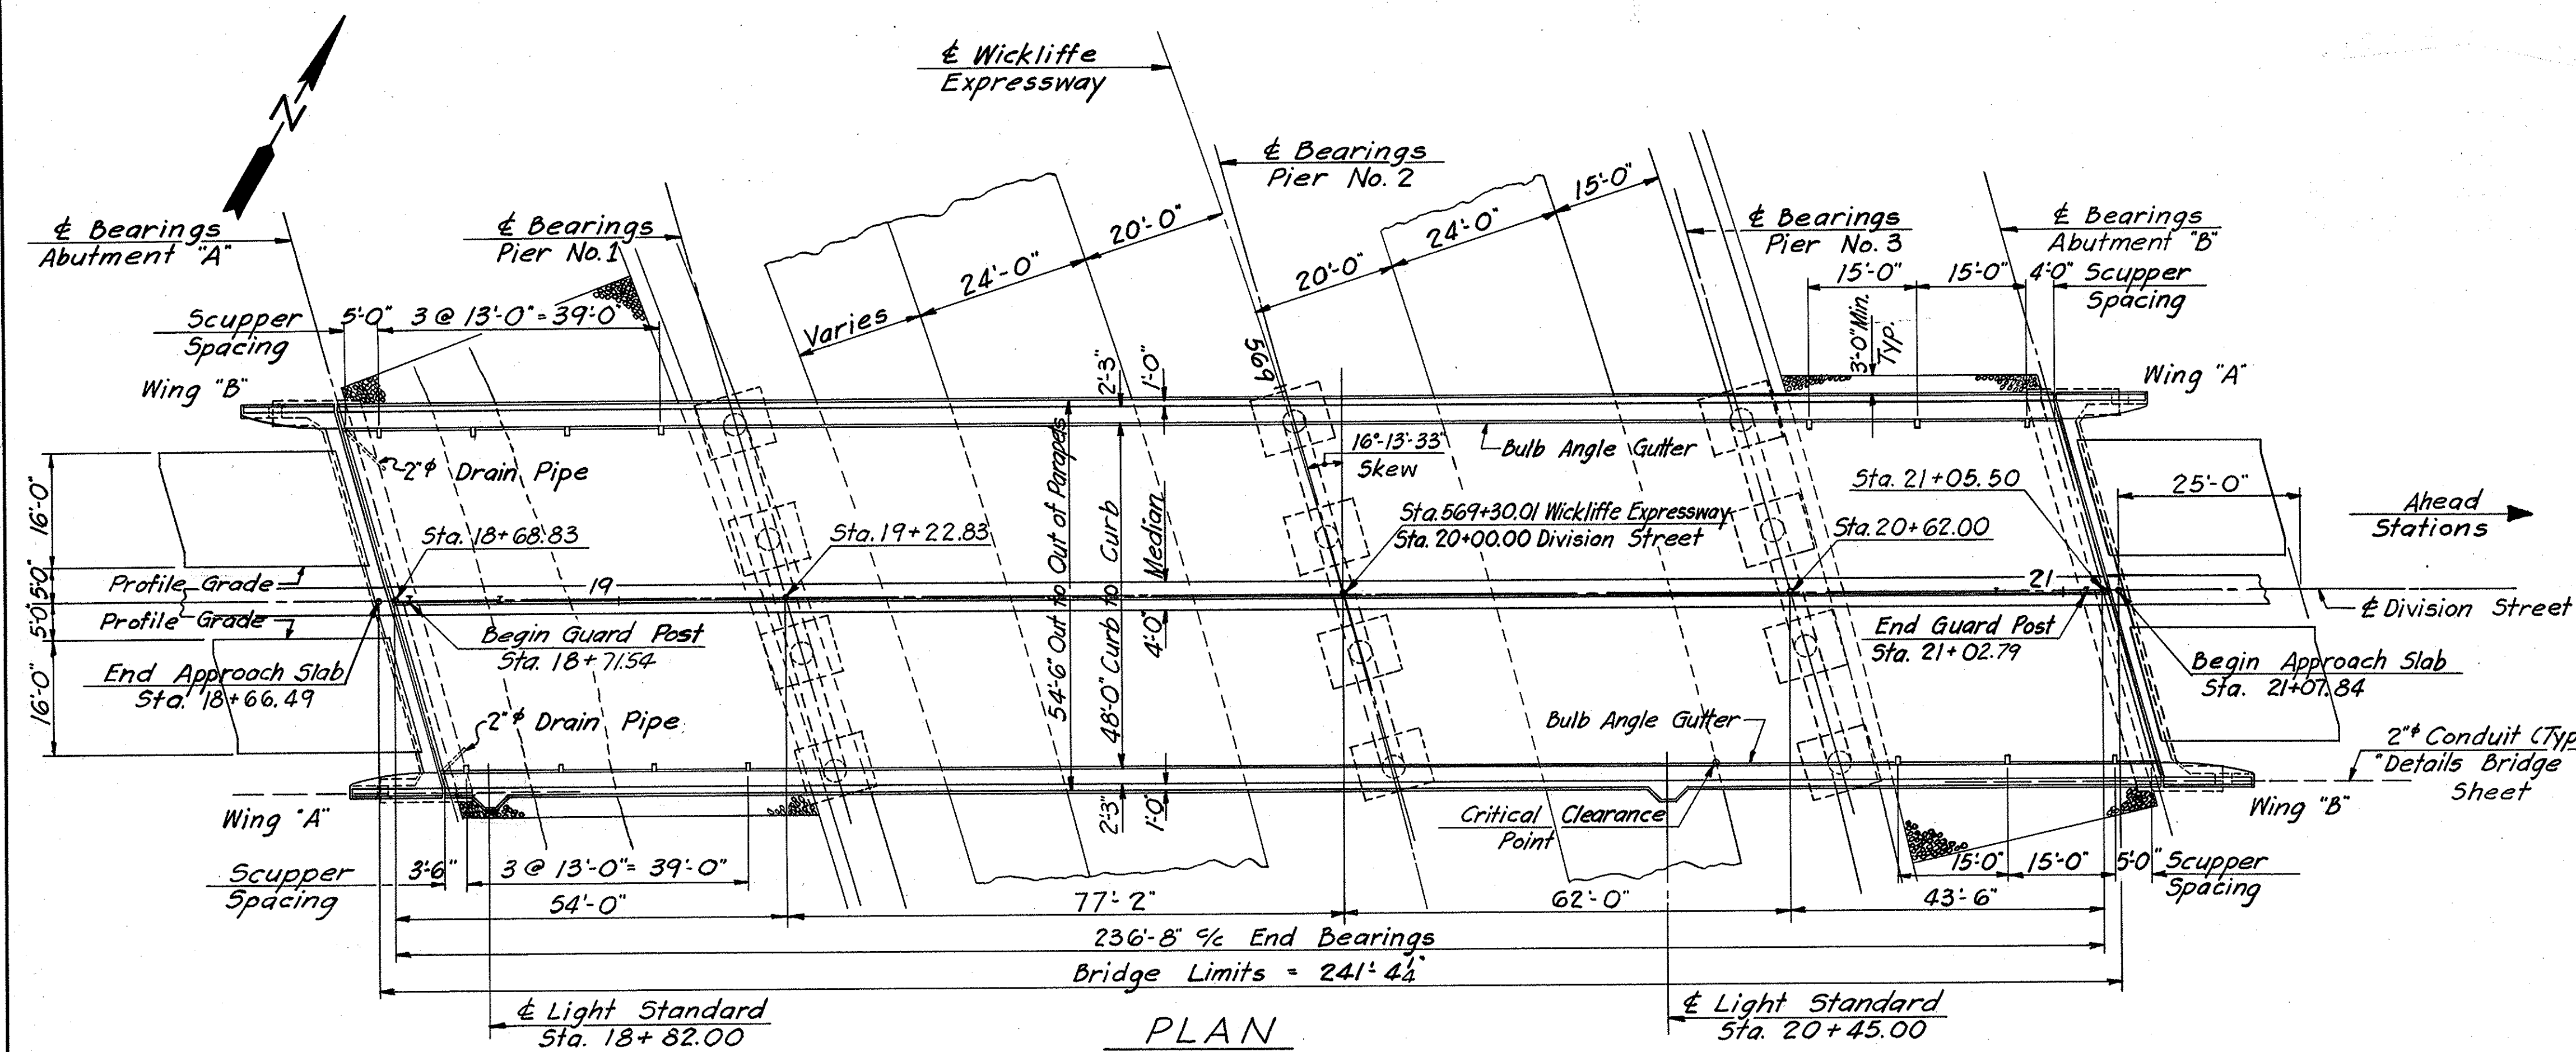 N
℄ Wickliffe
Expressway
℄ Bearings
Pier No. 2
℄ Bearings
Abutment "A"
℄ Bearings
Pier No. 1
℄ Bearings
Pier No. 3
℄ Bearings
Abutment "B"
Varies
24'-0"
20'-0"
20'-0"
24'-0"
15'-0"
Scupper
Spacing
5'-0"
3 @ 13'-0" = 39'-0"
15'-0"
15'-0"
4'-0"
Scupper
Spacing
3'-0" Min.
Typ.
Wing "B"
Wing "A"
2'-3"
1'-0"
569
16°-13'-33"
Skew
Bulb Angle Gutter
2"φ Drain Pipe
54'-6" Out to Out of Parapets
48'-0" Curb to Curb
Median
4'-0"
16'-0"
5'-0"
5'-0"
16'-0"
Sta. 18+68.83
Sta. 19+22.83
Sta. 569+30.01 Wickliffe Expressway
Sta. 20+00.00 Division Street
Sta. 21+05.50
Sta. 20+62.00
25'-0"
Ahead
Stations
Profile Grade
Profile Grade
19
21
℄ Division Street
Begin Guard Post
Sta. 18+71.54
End Guard Post
Sta. 21+02.79
End Approach Slab
Sta. 18+66.49
Begin Approach Slab
Sta. 21+07.84
2"φ Drain Pipe
Bulb Angle Gutter
2"φ Conduit (Typ
"Details Bridge
Sheet
Wing "A"
Wing "B"
2'-3"
1'-0"
Critical Clearance
Point
Scupper
Spacing
3'-6"
3 @ 13'-0" = 39'-0"
15'-0"
15'-0"
5'-0"
Scupper
Spacing
54'-0"
77'-2"
62'-0"
43'-6"
236'-8" c/c End Bearings
Bridge Limits = 241'-4¼"
℄ Light Standard
Sta. 18+82.00
℄ Light Standard
Sta. 20+45.00
PLAN